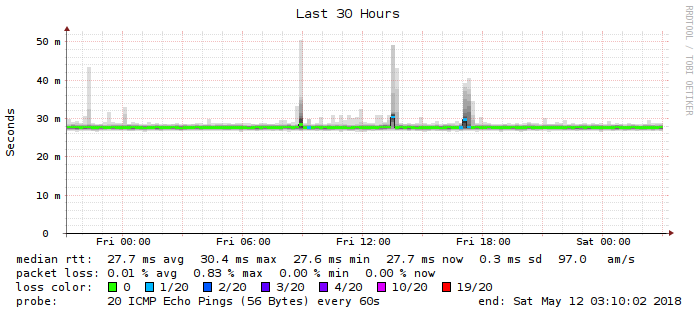 Last 30 Hours
RRDTOOL / TOBI OETIKER
Seconds
50 m
40 m
30 m
20 m
10 m
0
Fri 00:00 Fri 06:00 Fri 12:00 Fri 18:00 Sat 00:00
median rtt: 27.7 ms avg 30.4 ms max 27.6 ms min 27.7 ms now 0.3 ms sd 97.0 am/s
packet loss: 0.01 % avg 0.83 % max 0.00 % min 0.00 % now
loss color: 0 1/20 2/20 3/20 4/20 10/20 19/20
probe: 20 ICMP Echo Pings (56 Bytes) every 60s end: Sat May 12 03:10:02 2018